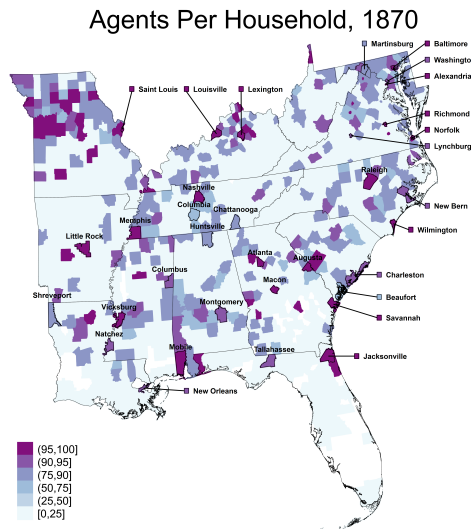 Agents Per Household, 1870
Martinsburg
Baltimore
Washington
Alexandria
Saint Louis
Louisville
Lexington
Richmond
Norfolk
Lynchburg
Raleigh
Nashville
Columbia
Chattanooga
New Bern
Memphis
Huntsville
Wilmington
Little Rock
Atlanta
Augusta
Columbus
Charleston
Macon
Shreveport
Beaufort
Vicksburg
Montgomery
Savannah
Natchez
Mobile
Tallahassee
Jacksonville
New Orleans
(95,100]
(90,95]
(75,90]
(50,75]
(25,50]
[0,25]